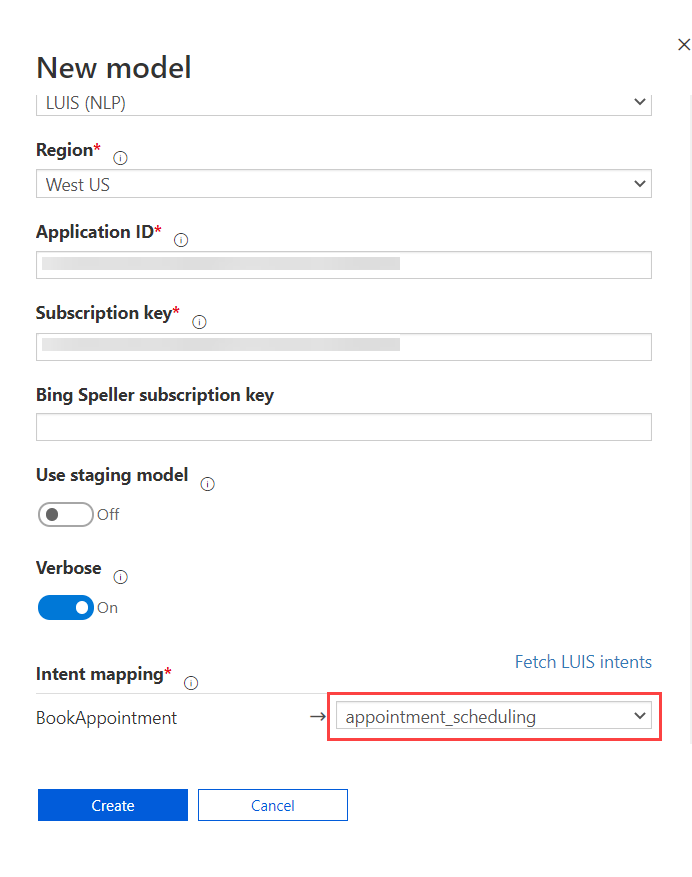 New model
LUIS (NLP)
Region*
West US
Application ID*
Subscription key*
Bing Speller subscription key
Use staging model
Off
Verbose
On
Fetch LUIS intents
Intent mapping*
BookAppointment → appointment_scheduling
Create Cancel